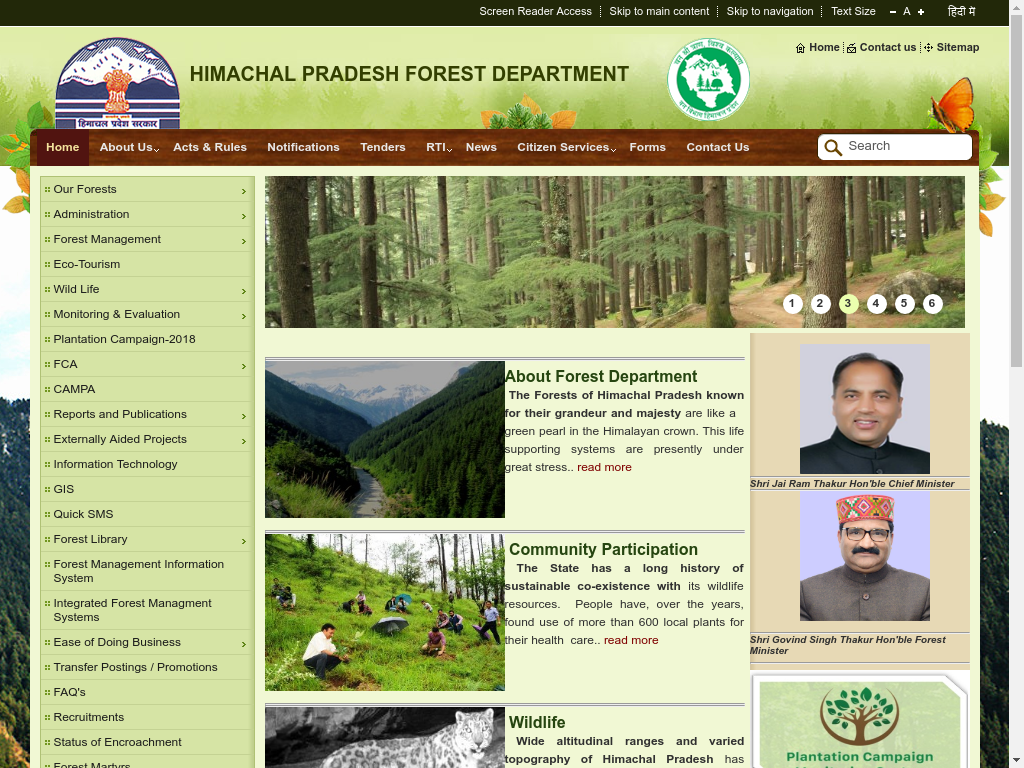 Screen Reader Access
Skip to main content
Skip to navigation
Text Size
A
हिंदी में
Home
Contact us
Sitemap
HIMACHAL PRADESH FOREST DEPARTMENT
हिमाचल प्रदेश सरकार
Home
About Us
Acts & Rules
Notifications
Tenders
RTI
News
Citizen Services
Forms
Contact Us
Search
Our Forests
Administration
Forest Management
Eco-Tourism
Wild Life
Monitoring & Evaluation
Plantation Campaign-2018
FCA
CAMPA
Reports and Publications
Externally Aided Projects
Information Technology
GIS
Quick SMS
Forest Library
Forest Management Information
System
Integrated Forest Managment
Systems
Ease of Doing Business
Transfer Postings / Promotions
FAQ's
Recruitments
Status of Encroachment
Forest Martyrs
1 2 3 4 5 6
About Forest Department
The Forests of Himachal Pradesh known
for their grandeur and majesty are like a
green pearl in the Himalayan crown. This life
supporting systems are presently under
great stress.. read more
Community Participation
The State has a long history of
sustainable co-existence with its wildlife
resources. People have, over the years,
found use of more than 600 local plants for
their health care.. read more
Wildlife
Wide altitudinal ranges and varied
topography of Himachal Pradesh has
Shri Jai Ram Thakur Hon'ble Chief Minister
Shri Govind Singh Thakur Hon'ble Forest
Minister
Plantation Campaign